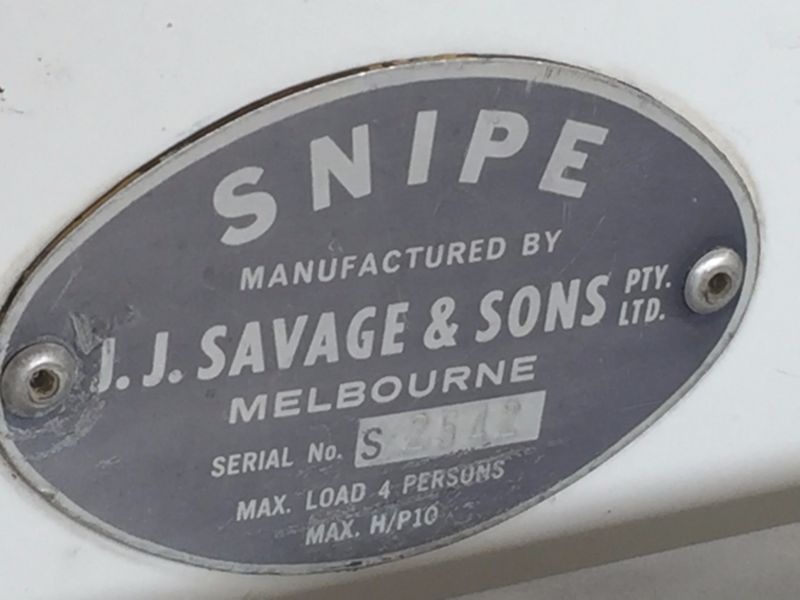 SNIPE
MANUFACTURED BY
J. J. SAVAGE & SONS PTY. LTD.
MELBOURNE
SERIAL No. S 2542
MAX. LOAD 4 PERSONS
MAX. H/P10